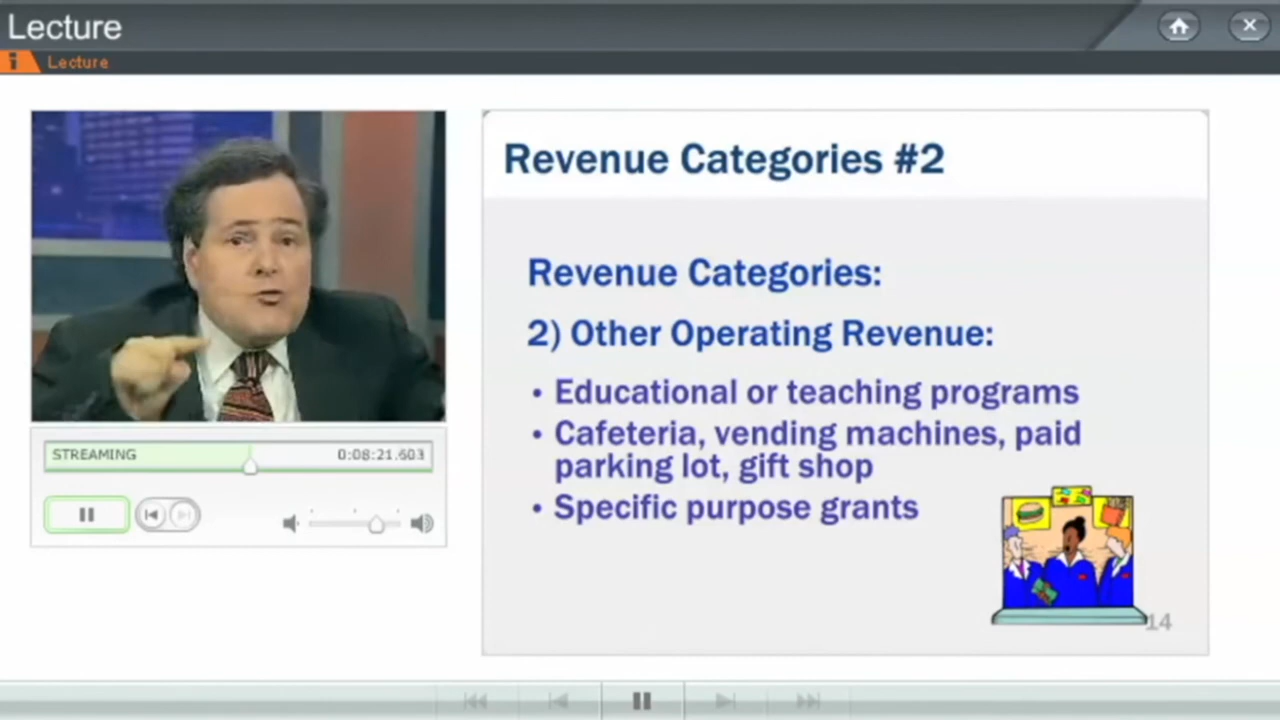 Lecture
i Lecture
Revenue Categories #2
Revenue Categories:
2) Other Operating Revenue:
• Educational or teaching programs
• Cafeteria, vending machines, paid
parking lot, gift shop
• Specific purpose grants
14
STREAMING 0:08:21.603